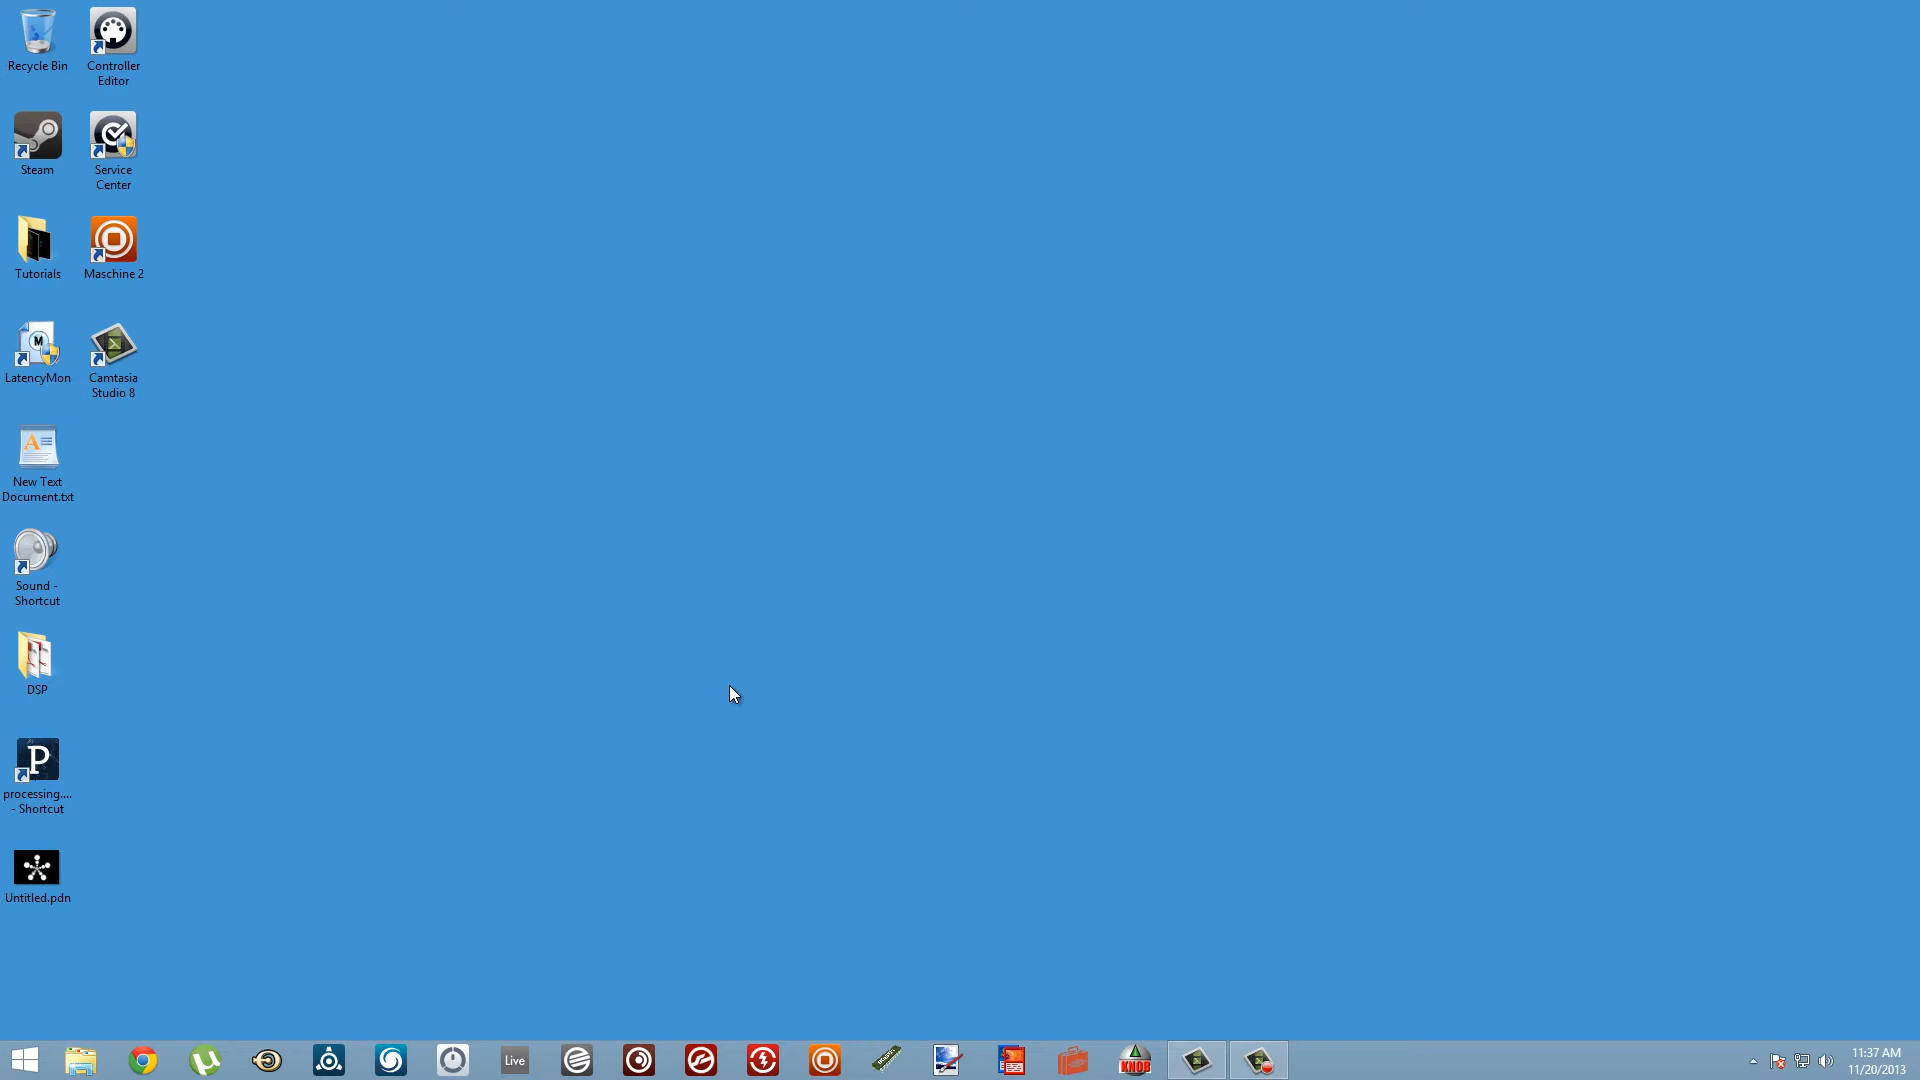 Recycle Bin
Controller
Editor
Steam
Service
Center
Tutorials
Maschine 2
M
LatencyMon
Camtasia
Studio 8
A
New Text
Document.txt
Sound -
Shortcut
DSP
P
processing....
- Shortcut
Untitled.pdn
Live
KNOB
11:37 AM
11/20/2013